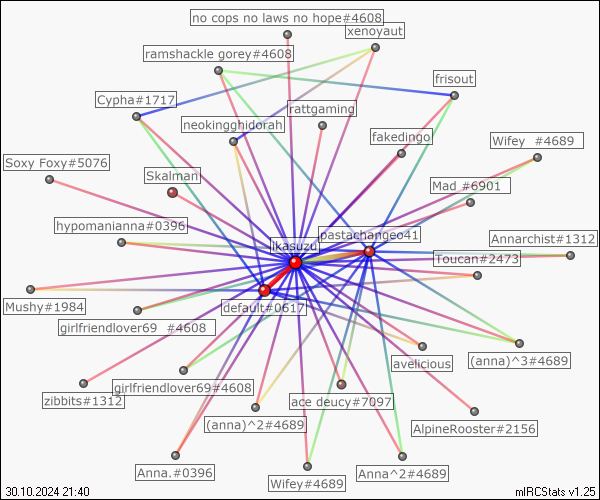 no cops no laws no hope#4608
xenoyaut
ramshackle gorey#4608
frisout
Cypha#1717
rattgaming
neokingghidorah
fakedingo
Wifey #4689
Soxy Foxy#5076
Skalman
Mad #6901
hypomanianna#0396
ikasuzu
pastachangeo41
Annarchist#1312
Toucan#2473
Mushy#1984
default#0617
girlfriendlover69 #4608
avelicious
(anna)^3#4689
zibbits#1312
girlfriendlover69#4608
ace deucy#7097
(anna)^2#4689
AlpineRooster#2156
Anna.#0396
Wifey#4689
Anna^2#4689
30.10.2024 21:40
mIRCStats v1.25